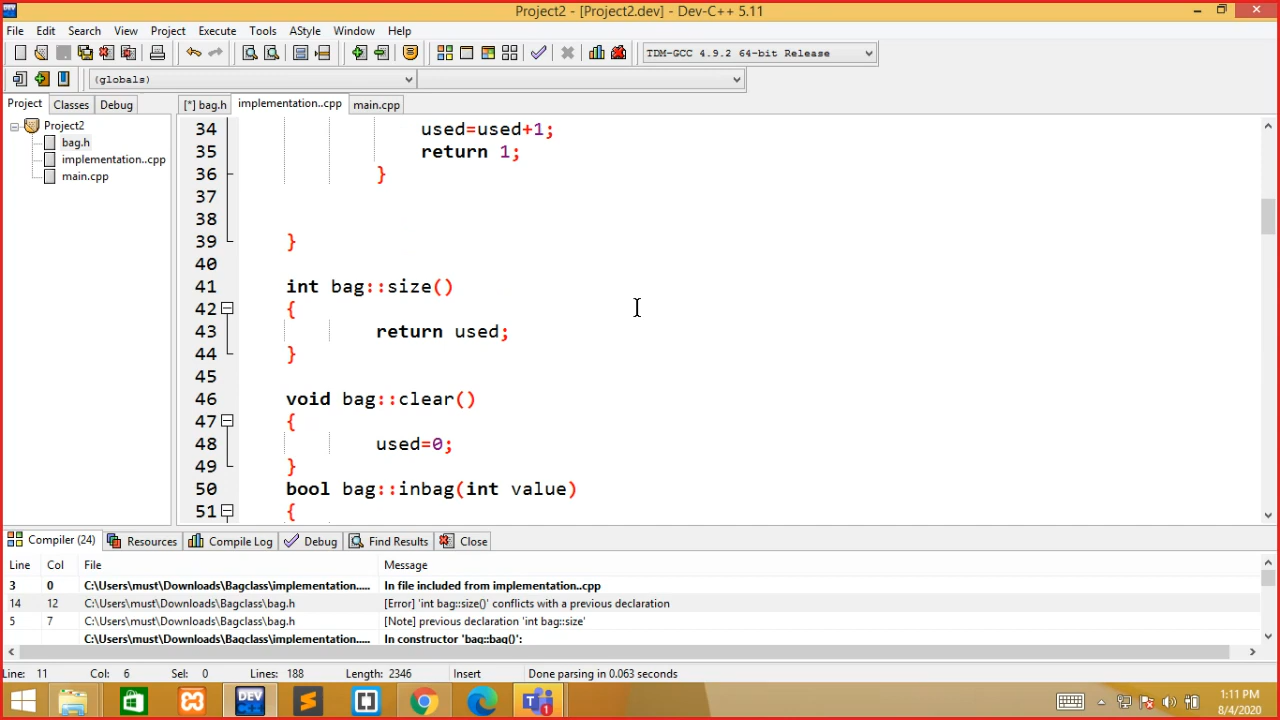 Project2 - [Project2.dev] - Dev-C++ 5.11
File Edit Search View Project Execute Tools AStyle Window Help
TDM-GCC 4.9.2 64-bit Release
(globals)
Project Classes Debug [*] bag.h implementation..cpp main.cpp
Project2
bag.h
implementation..cpp
main.cpp
34 used=used+1;
35 return 1;
36 }
37
38
39 }
40
41 int bag::size()
42 {
43 return used;
44 }
45
46 void bag::clear()
47 {
48 used=0;
49 }
50 bool bag::inbag(int value)
51 {
Compiler (24) Resources Compile Log Debug Find Results Close
Line Col File Message
3 0 C:\Users\must\Downloads\Bagclass\implementation..... In file included from implementation..cpp
14 12 C:\Users\must\Downloads\Bagclass\bag.h [Error] 'int bag::size()' conflicts with a previous declaration
5 7 C:\Users\must\Downloads\Bagclass\bag.h [Note] previous declaration 'int bag::size'
C:\Users\must\Downloads\Bagclass\implementation..... In constructor 'bag::bag()':
Line: 11 Col: 6 Sel: 0 Lines: 188 Length: 2346 Insert Done parsing in 0.063 seconds
DEV
1
1:11 PM
8/4/2020